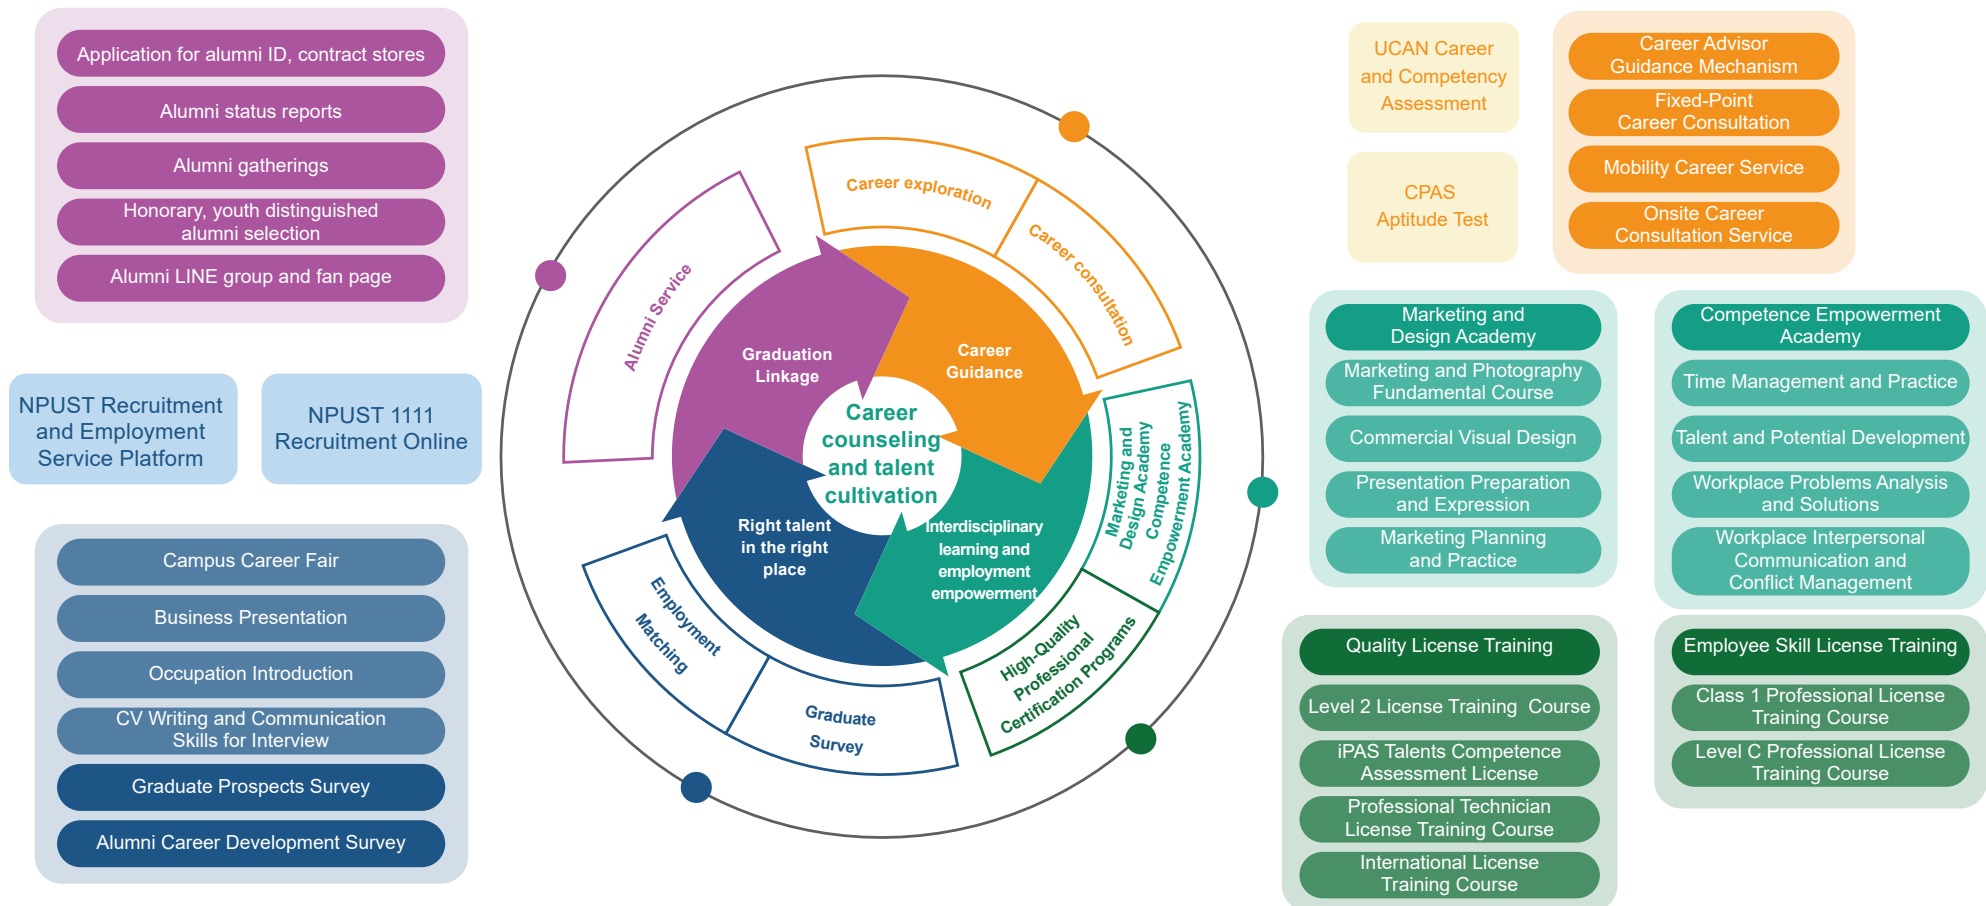 Application for alumni ID, contract stores
Alumni status reports
Alumni gatherings
Honorary, youth distinguished
alumni selection
Alumni LINE group and fan page
NPUST Recruitment
and Employment
Service Platform
NPUST 1111
Recruitment Online
Campus Career Fair
Business Presentation
Occupation Introduction
CV Writing and Communication
Skills for Interview
Graduate Prospects Survey
Alumni Career Development Survey
Alumni Service
Career exploration
Career consultation
Graduation
Linkage
Career
Guidance
Career
counseling
and talent
cultivation
Right talent
in the right
place
Interdisciplinary
learning and
employment
empowerment
Marketing and
Design Academy
Competence
Empowerment Academy
High-Quality
Professional
Certification Programs
Employment
Matching
Graduate
Survey
UCAN Career
and Competency
Assessment
CPAS
Aptitude Test
Career Advisor
Guidance Mechanism
Fixed-Point
Career Consultation
Mobility Career Service
Onsite Career
Consultation Service
Marketing and
Design Academy
Marketing and Photography
Fundamental Course
Commercial Visual Design
Presentation Preparation
and Expression
Marketing Planning
and Practice
Competence Empowerment
Academy
Time Management and Practice
Talent and Potential Development
Workplace Problems Analysis
and Solutions
Workplace Interpersonal
Communication and
Conflict Management
Quality License Training
Level 2 License Training  Course
iPAS Talents Competence
Assessment License
Professional Technician
License Training Course
International License
Training Course
Employee Skill License Training
Class 1 Professional License
Training Course
Level C Professional License
Training Course